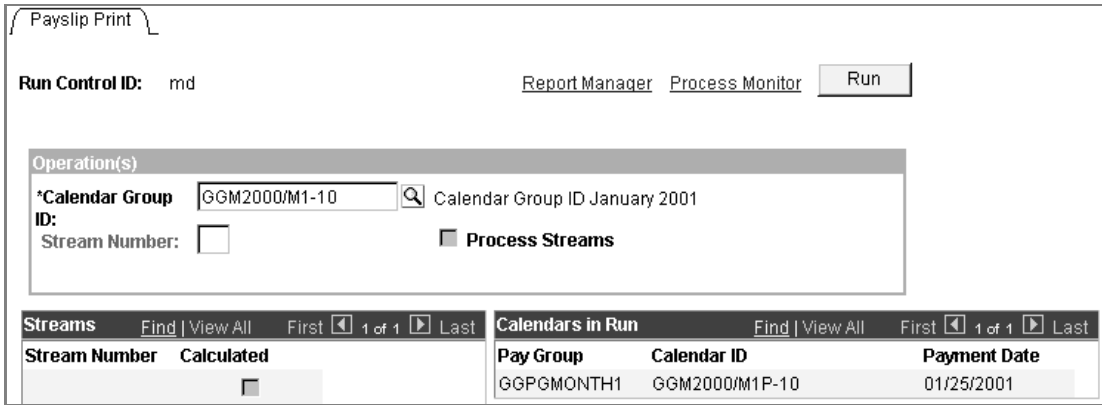 Payslip Print
Run Control ID: md Report Manager Process Monitor Run
Operation(s)
*Calendar Group ID: GGM2000/M1-10 Calendar Group ID January 2001
Stream Number: Process Streams
Streams Find | View All First 1 of 1 Last
Stream Number Calculated
Calendars in Run Find | View All First 1 of 1 Last
Pay Group Calendar ID Payment Date
GGPGMONTH1 GGM2000/M1P-10 01/25/2001